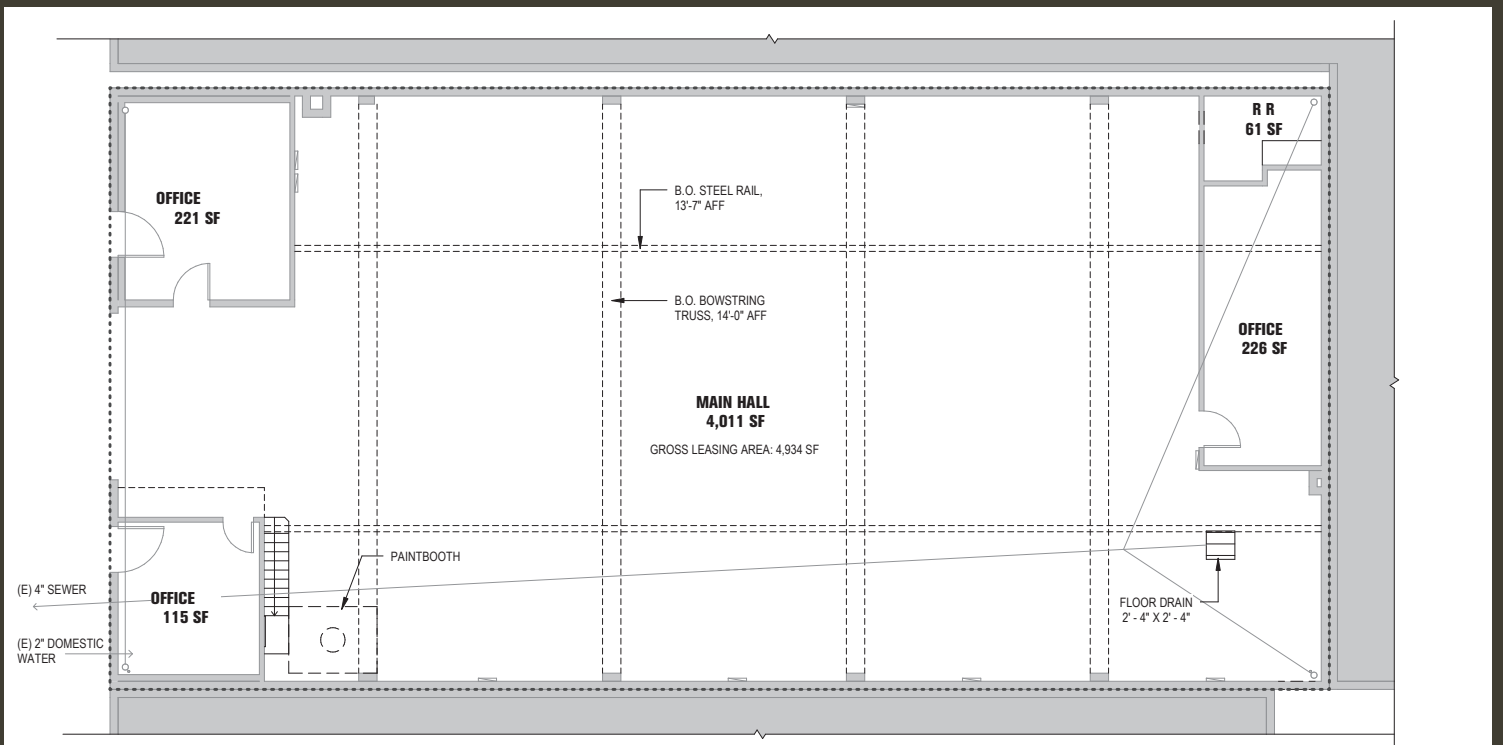 R R
61 SF
OFFICE
221 SF
B.O. STEEL RAIL,
13'-7" AFF
B.O. BOWSTRING
TRUSS, 14'-0" AFF
OFFICE
226 SF
MAIN HALL
4,011 SF
GROSS LEASING AREA: 4,934 SF
PAINTBOOTH
(E) 4" SEWER
OFFICE
115 SF
FLOOR DRAIN
2' - 4" X 2' - 4"
(E) 2" DOMESTIC
WATER